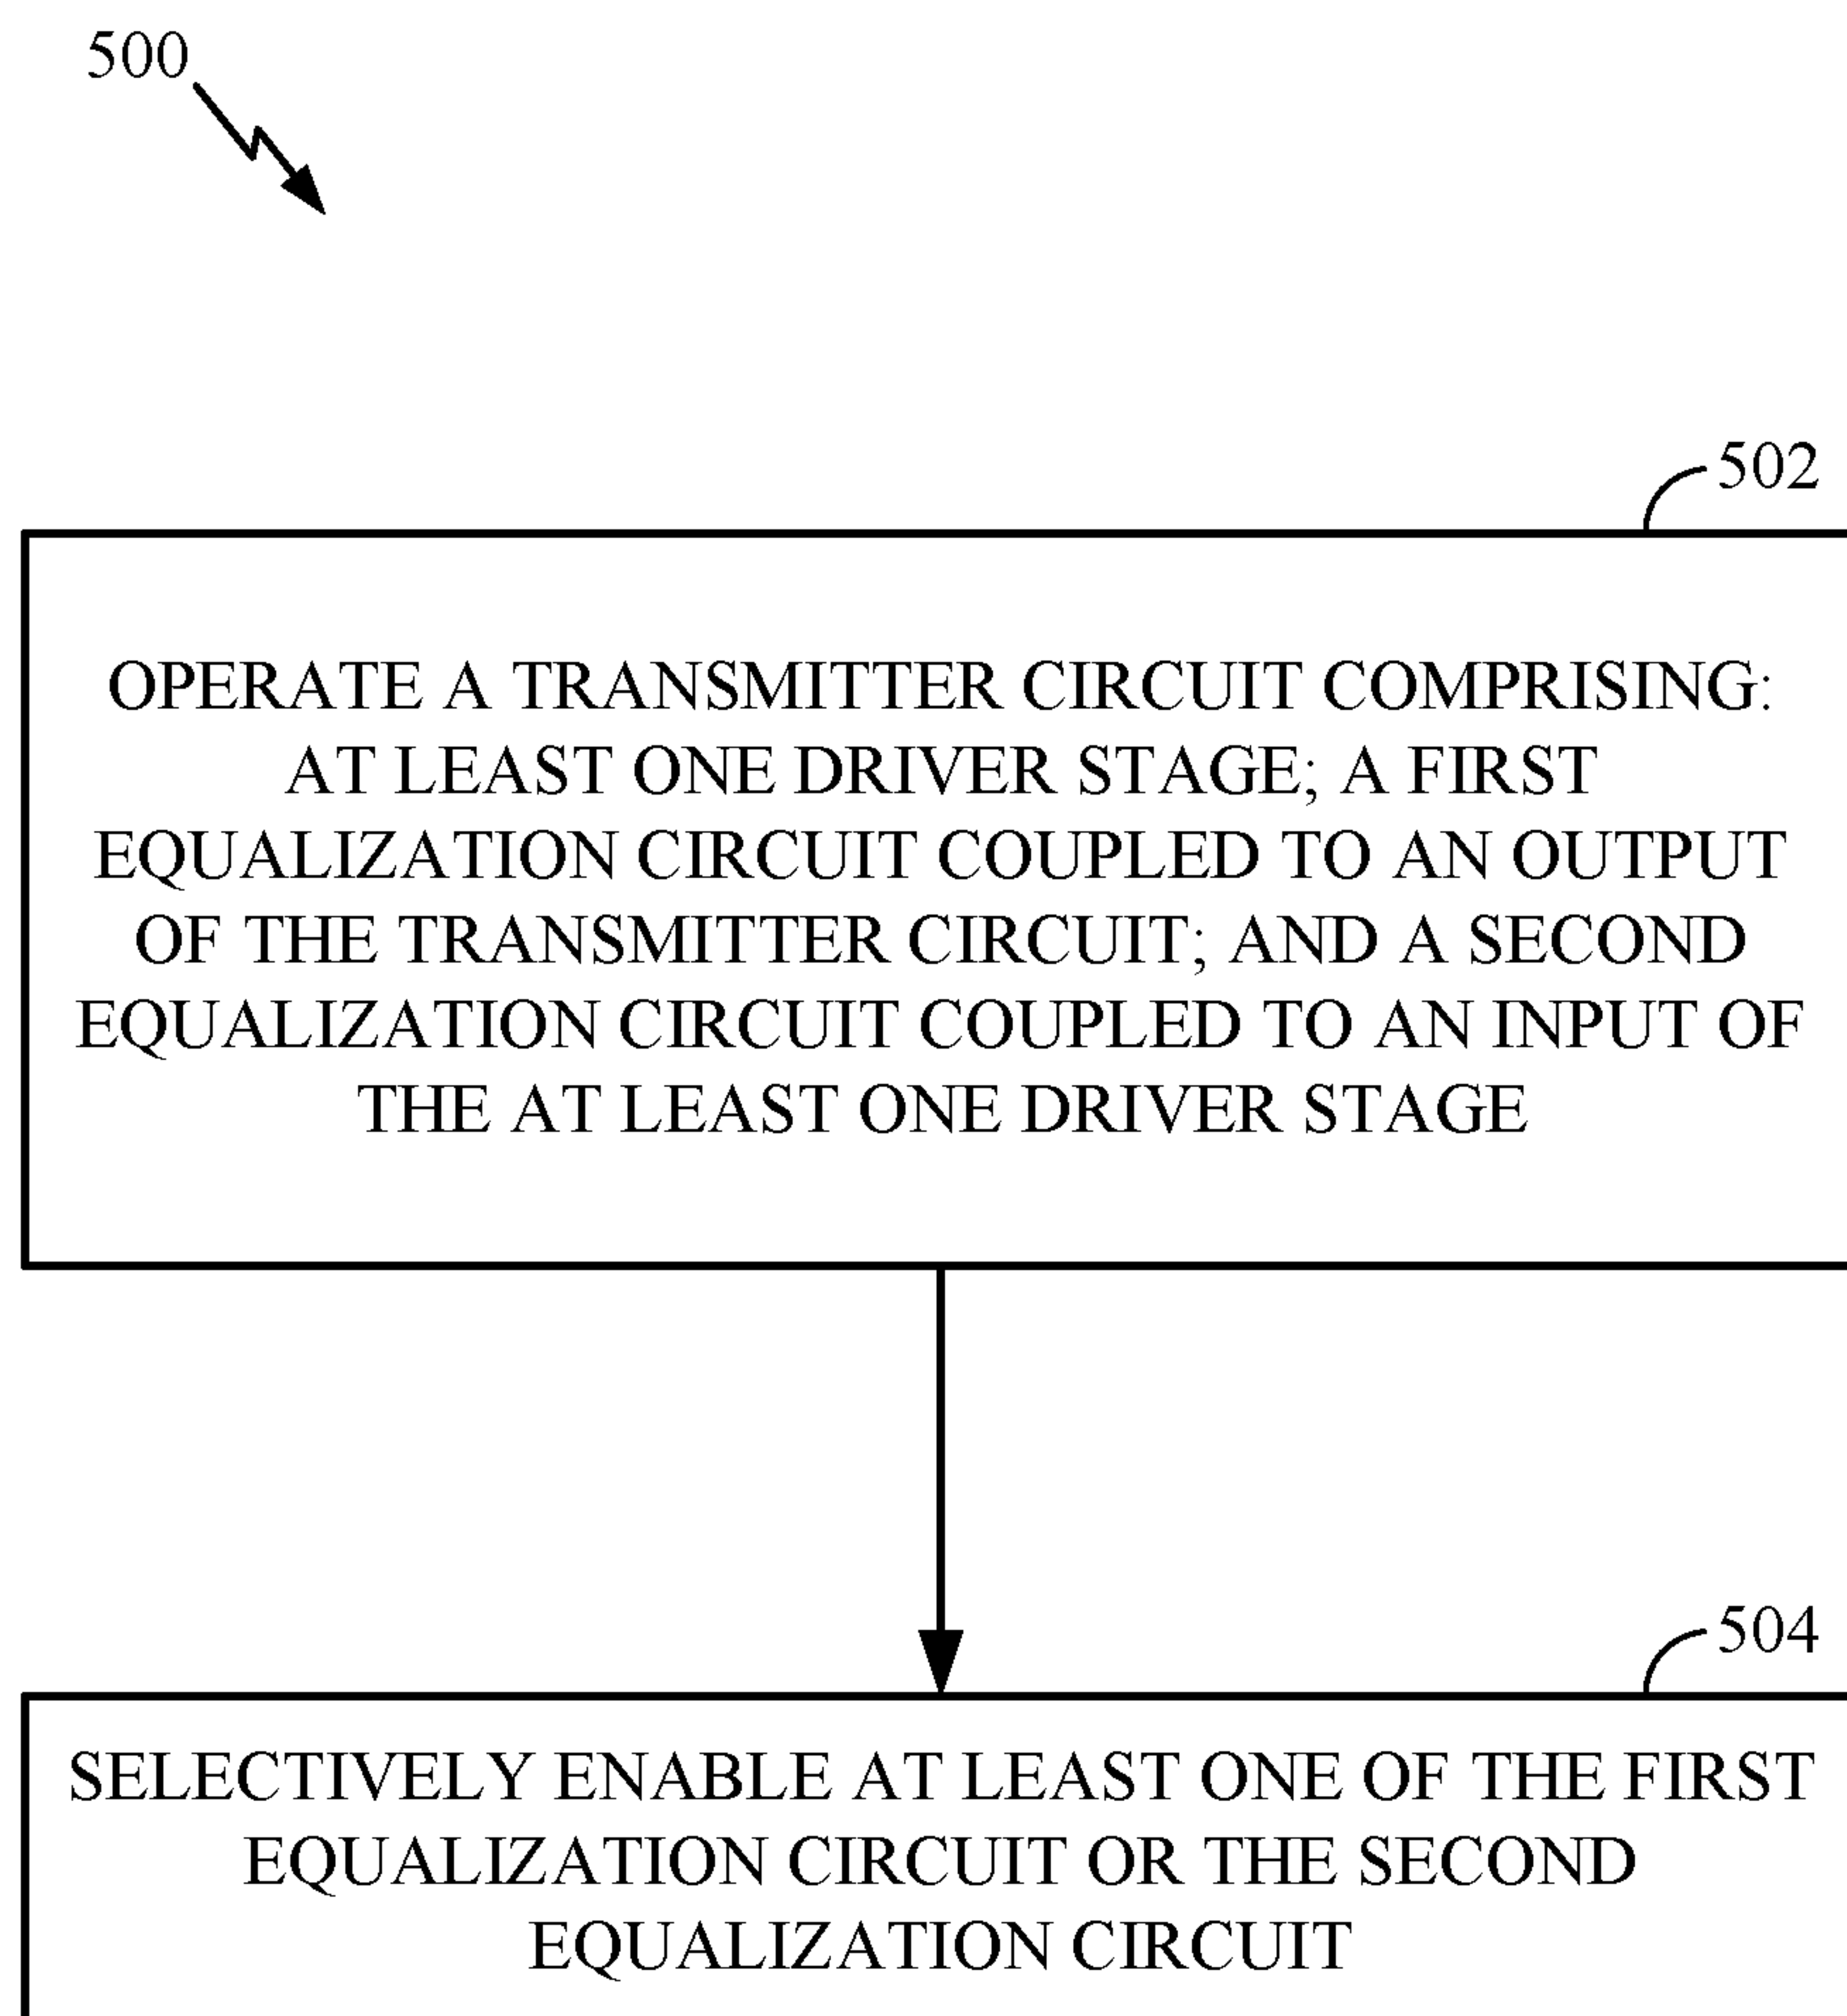 500
502
OPERATE A TRANSMITTER CIRCUIT COMPRISING:
AT LEAST ONE DRIVER STAGE; A FIRST
EQUALIZATION CIRCUIT COUPLED TO AN OUTPUT
OF THE TRANSMITTER CIRCUIT; AND A SECOND
EQUALIZATION CIRCUIT COUPLED TO AN INPUT OF
THE AT LEAST ONE DRIVER STAGE
504
SELECTIVELY ENABLE AT LEAST ONE OF THE FIRST
EQUALIZATION CIRCUIT OR THE SECOND
EQUALIZATION CIRCUIT